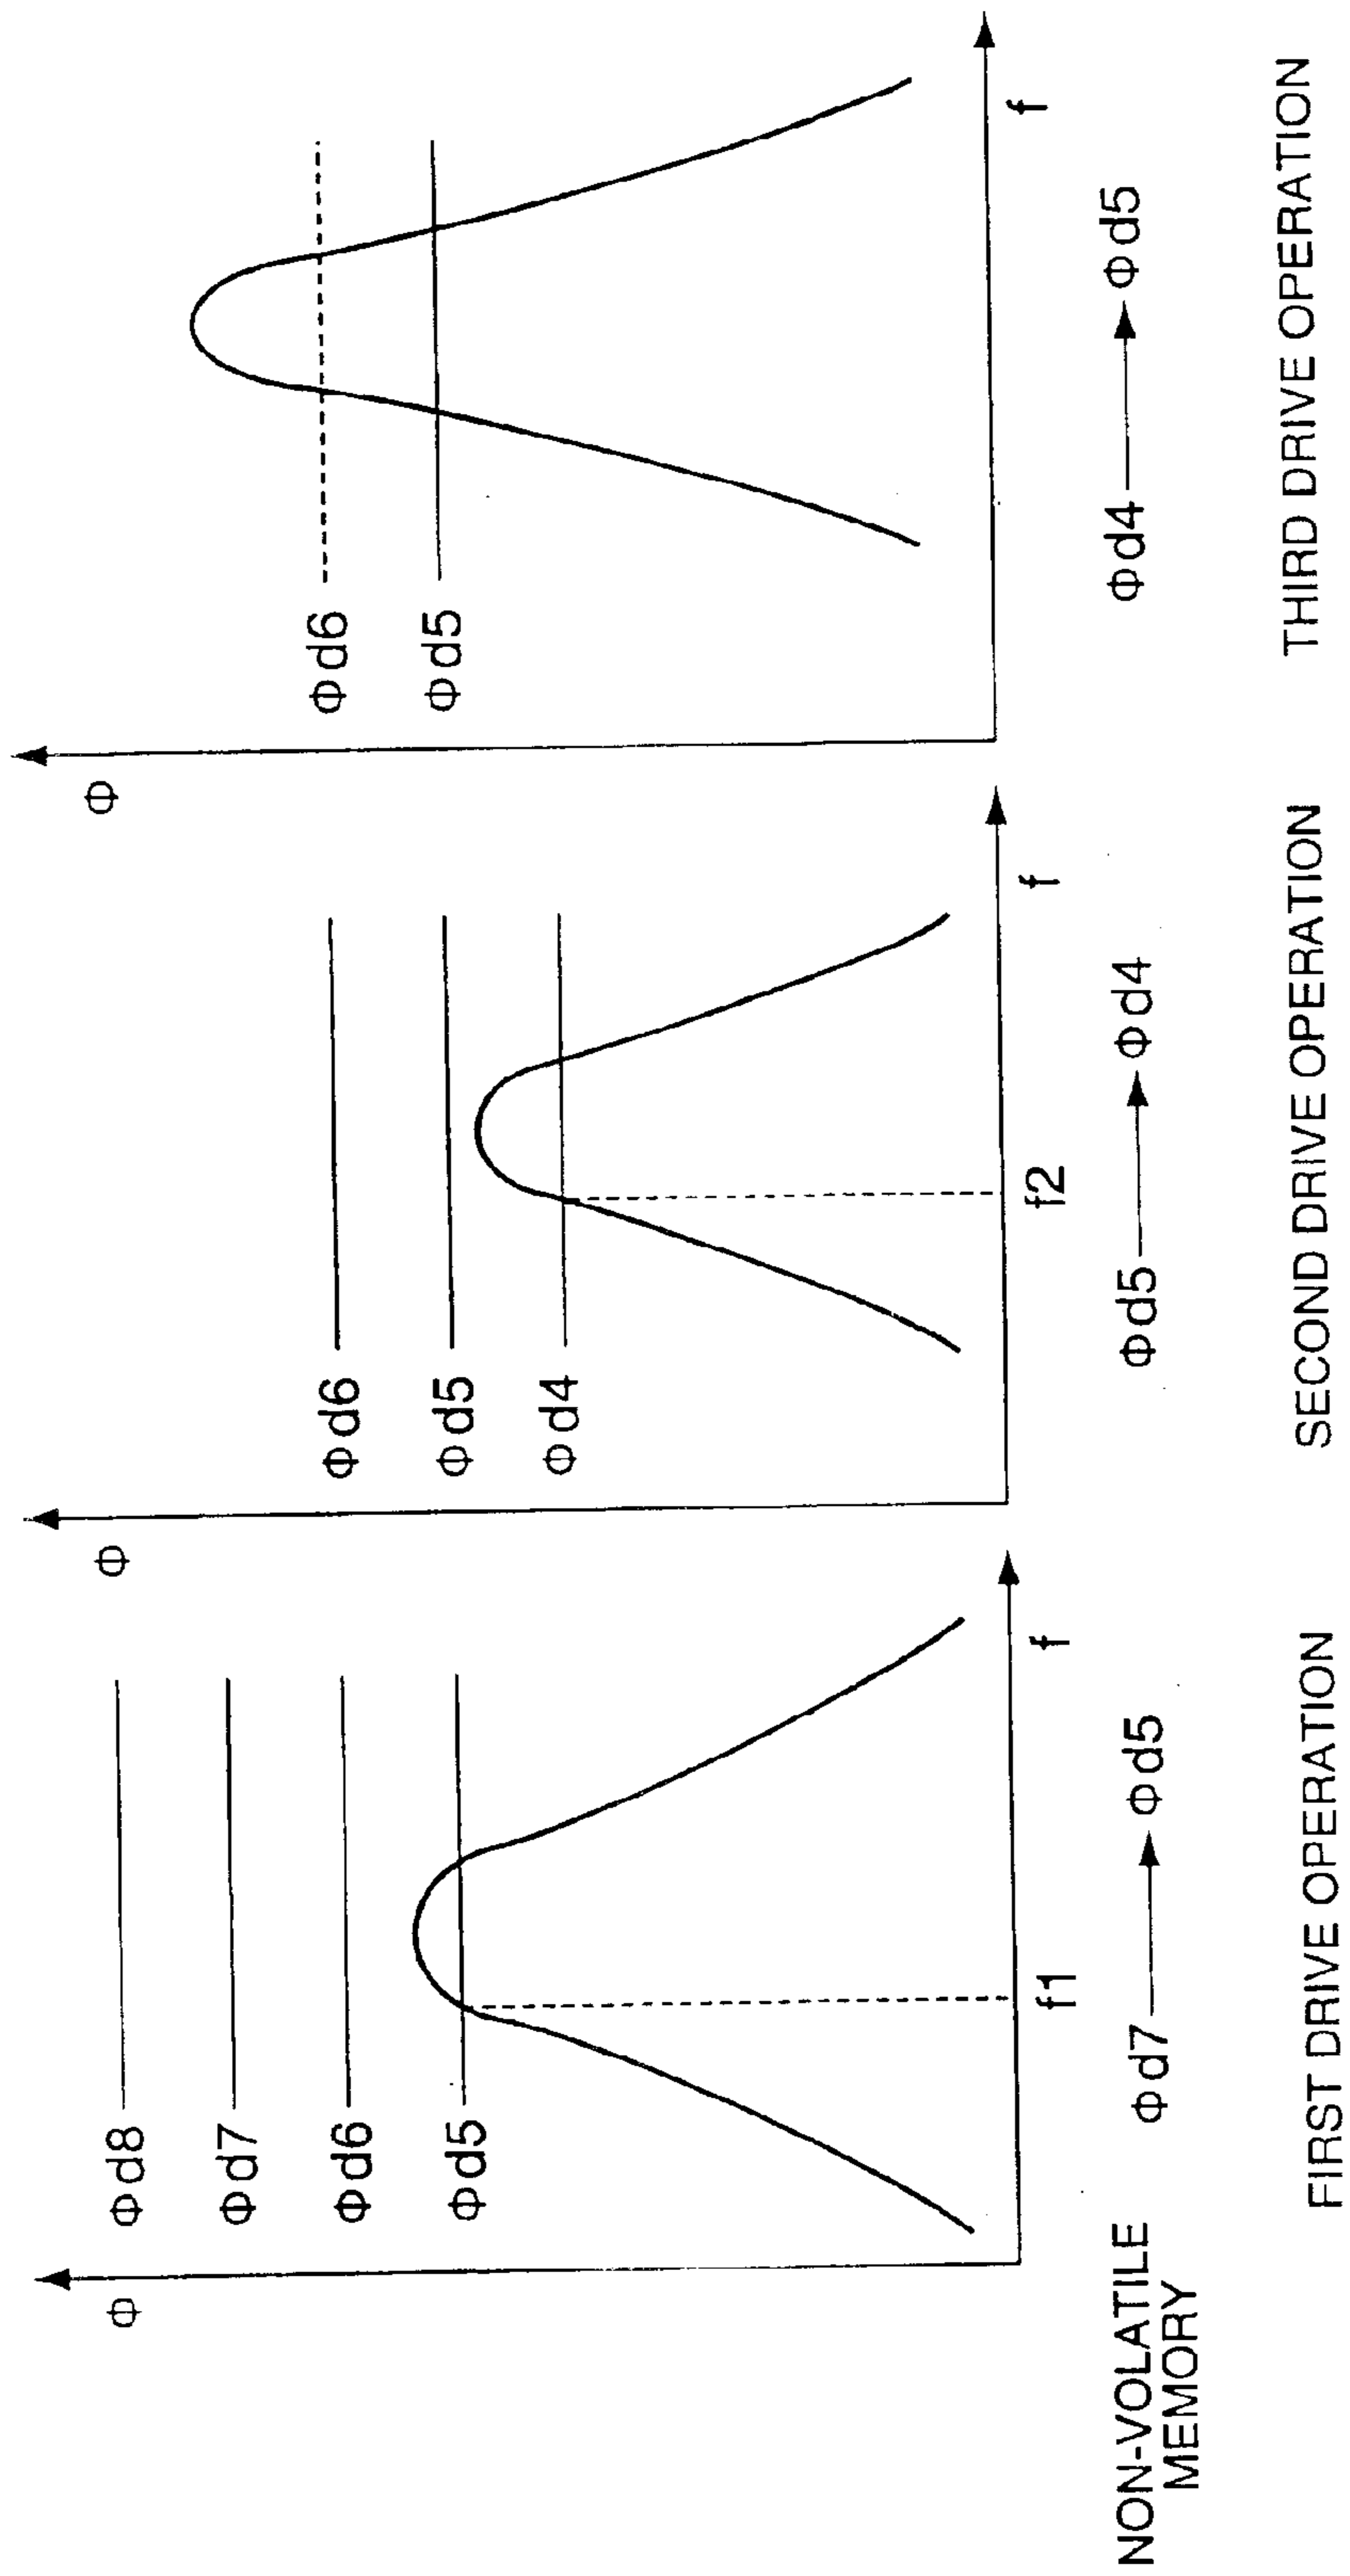 Φ
Φd8
Φd7
Φd6
Φd5
f1
f
Φ
Φd6
Φd5
Φd4
f2
f
Φ
Φd6
Φd5
f
NON-VOLATILE
MEMORY
Φd7 → Φd5
Φd5 → Φd4
Φd4 → Φd5
FIRST DRIVE OPERATION
SECOND DRIVE OPERATION
THIRD DRIVE OPERATION